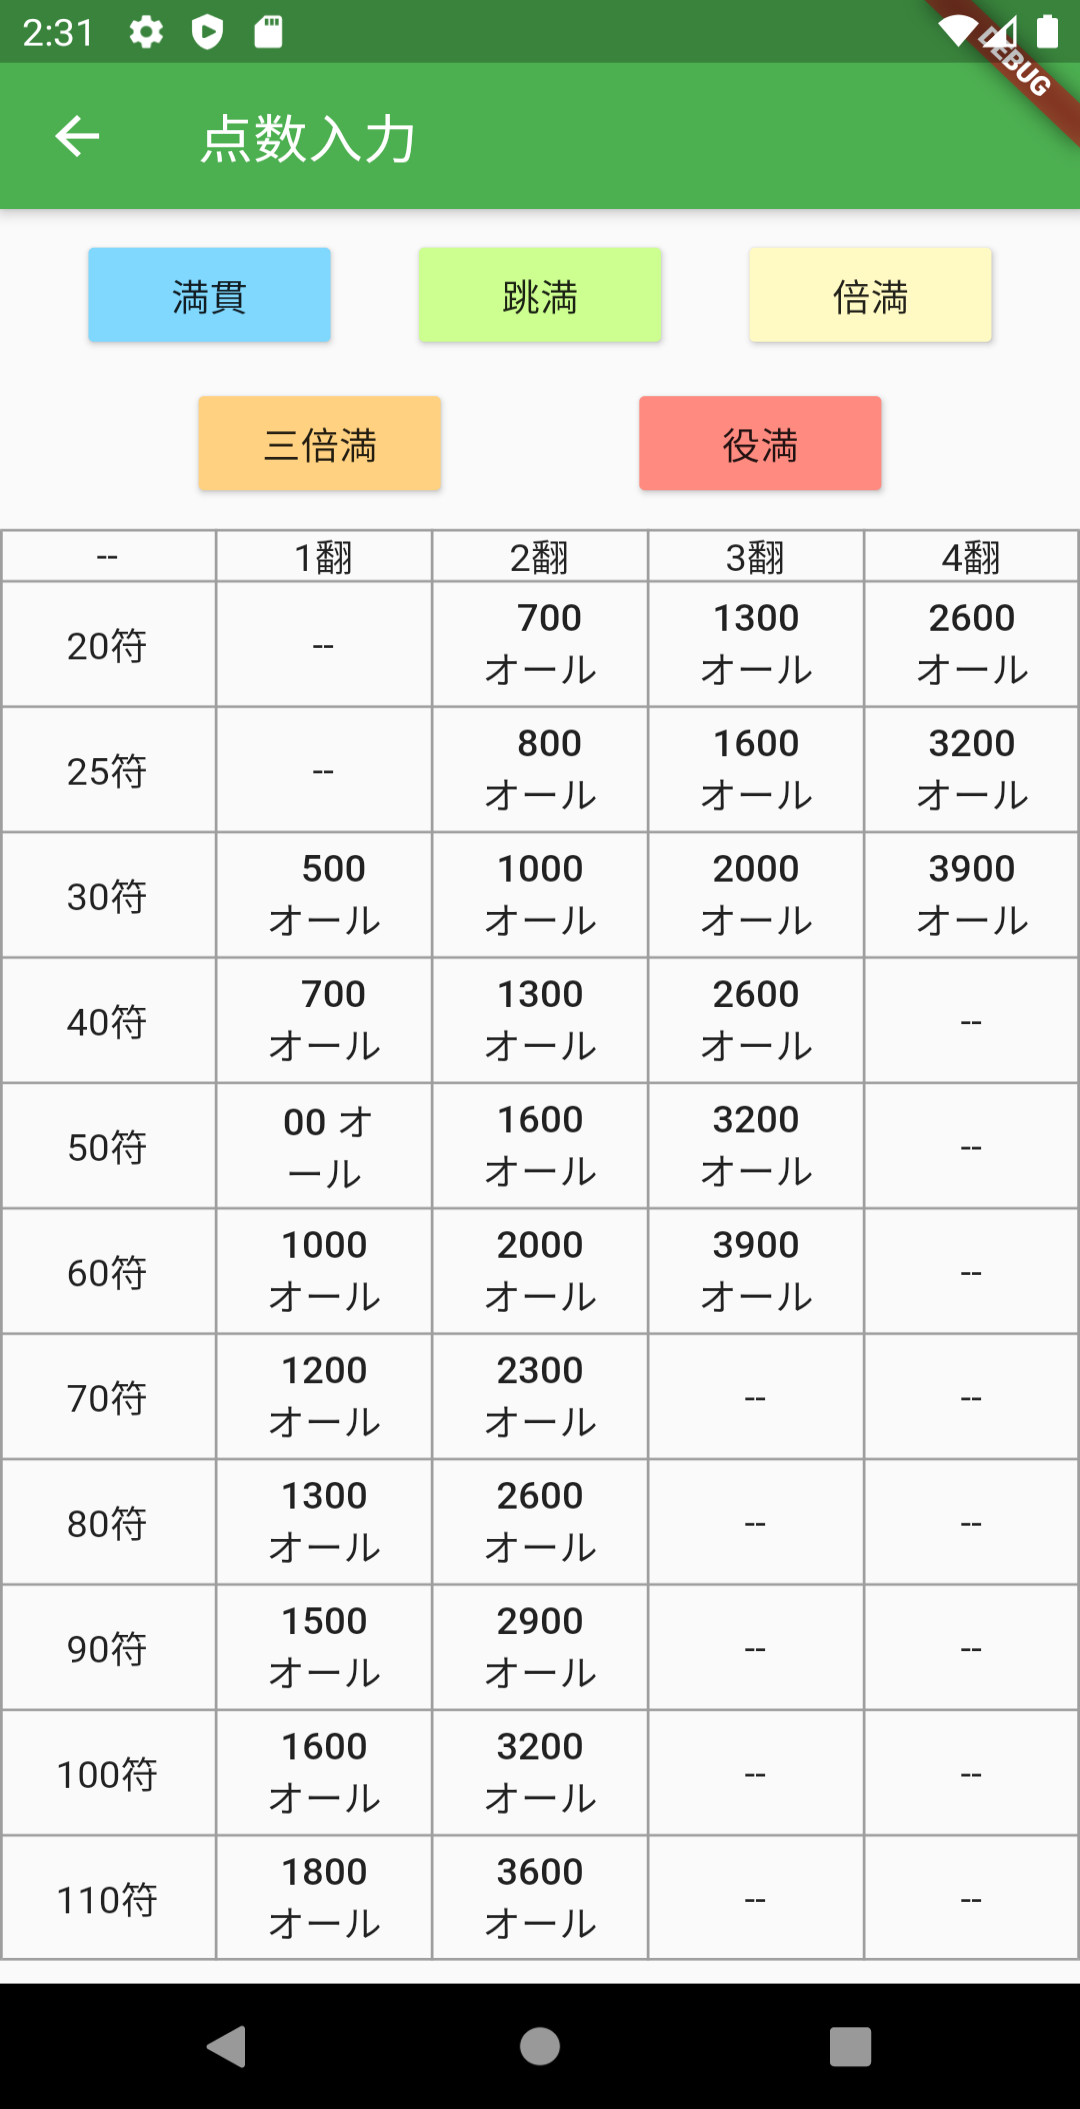 2:31
DEBUG
点数入力
満貫 跳満 倍満
三倍満 役満
-- 1翻 2翻 3翻 4翻
20符 -- 700 オール 1300 オール 2600 オール
25符 -- 800 オール 1600 オール 3200 オール
30符 500 オール 1000 オール 2000 オール 3900 オール
40符 700 オール 1300 オール 2600 オール --
50符 00 オール 1600 オール 3200 オール --
60符 1000 オール 2000 オール 3900 オール --
70符 1200 オール 2300 オール -- --
80符 1300 オール 2600 オール -- --
90符 1500 オール 2900 オール -- --
100符 1600 オール 3200 オール -- --
110符 1800 オール 3600 オール -- --